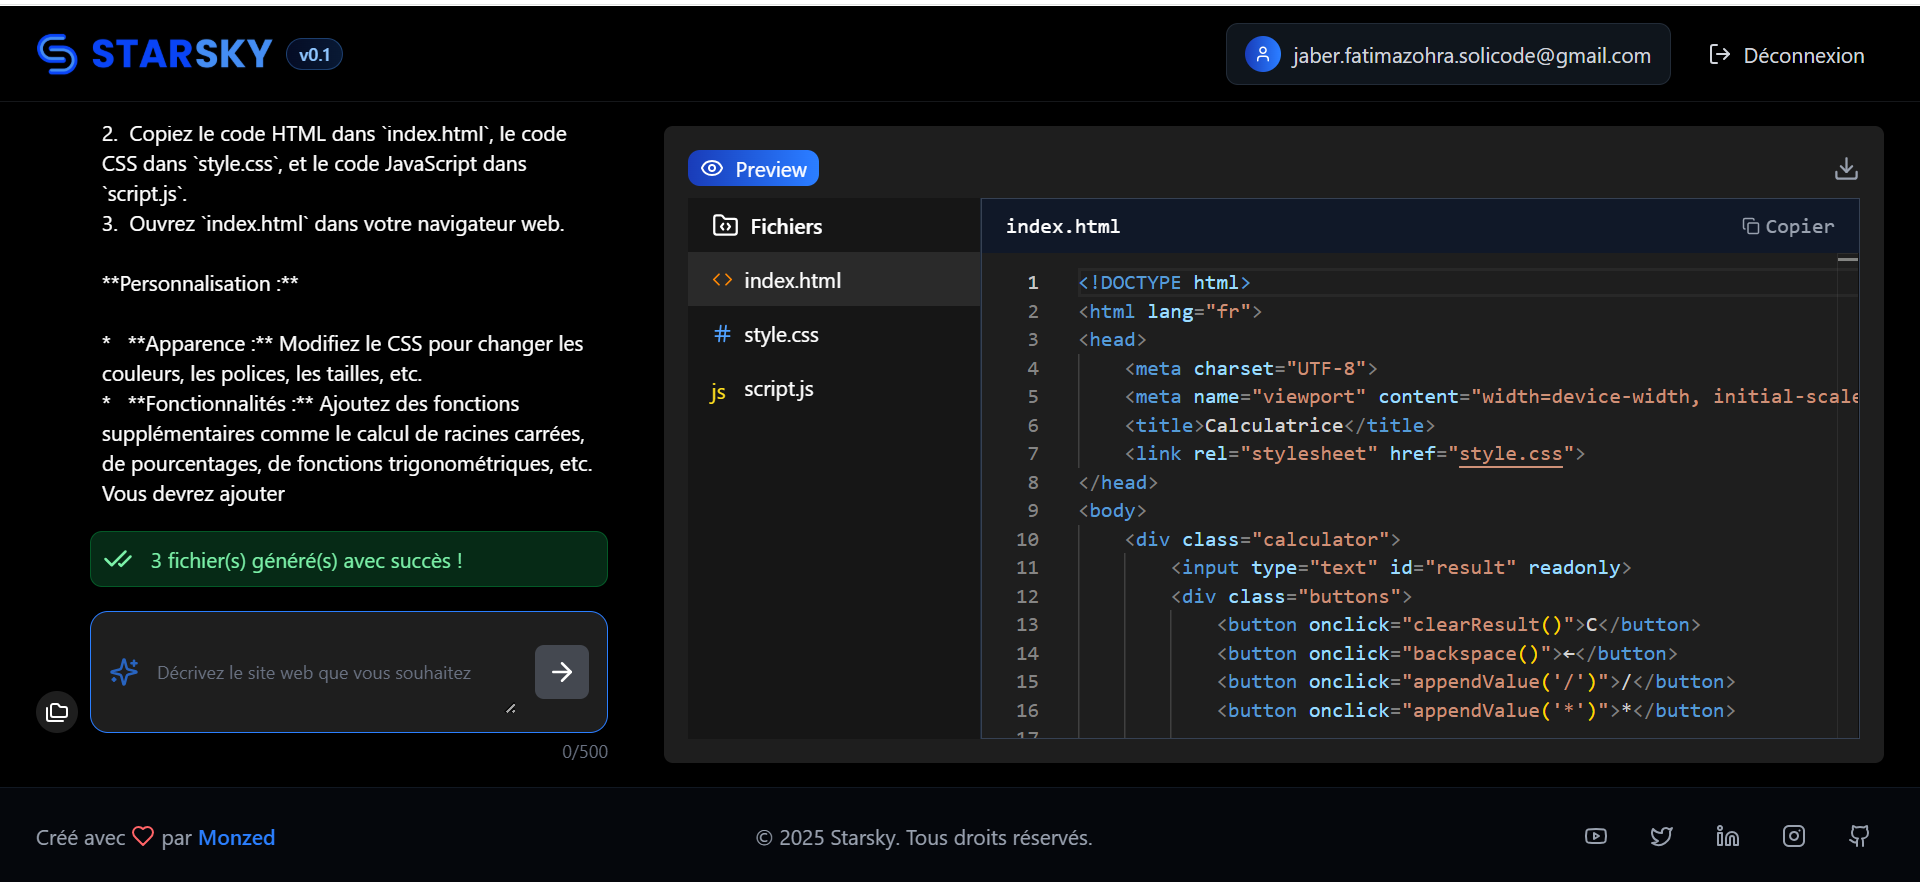 STARSKY v0.1
jaber.fatimazohra.solicode@gmail.com
Déconnexion
2.  Copiez le code HTML dans `index.html`, le code
CSS dans `style.css`, et le code JavaScript dans
`script.js`.
3.  Ouvrez `index.html` dans votre navigateur web.
**Personnalisation :**
*   **Apparence :** Modifiez le CSS pour changer les
couleurs, les polices, les tailles, etc.
*   **Fonctionnalités :** Ajoutez des fonctions
supplémentaires comme le calcul de racines carrées,
de pourcentages, de fonctions trigonométriques, etc.
Vous devrez ajouter
3 fichier(s) généré(s) avec succès !
Décrivez le site web que vous souhaitez
0/500
Preview
Fichiers
index.html
style.css
js script.js
index.html
Copier
1 <!DOCTYPE html>
2 <html lang="fr">
3 <head>
4 <meta charset="UTF-8">
5 <meta name="viewport" content="width=device-width, initial-scale
6 <title>Calculatrice</title>
7 <link rel="stylesheet" href="style.css">
8 </head>
9 <body>
10 <div class="calculator">
11 <input type="text" id="result" readonly>
12 <div class="buttons">
13 <button onclick="clearResult()">C</button>
14 <button onclick="backspace()">←</button>
15 <button onclick="appendValue('/')">/</button>
16 <button onclick="appendValue('*')">*</button>
17
Créé avec par Monzed
© 2025 Starsky. Tous droits réservés.